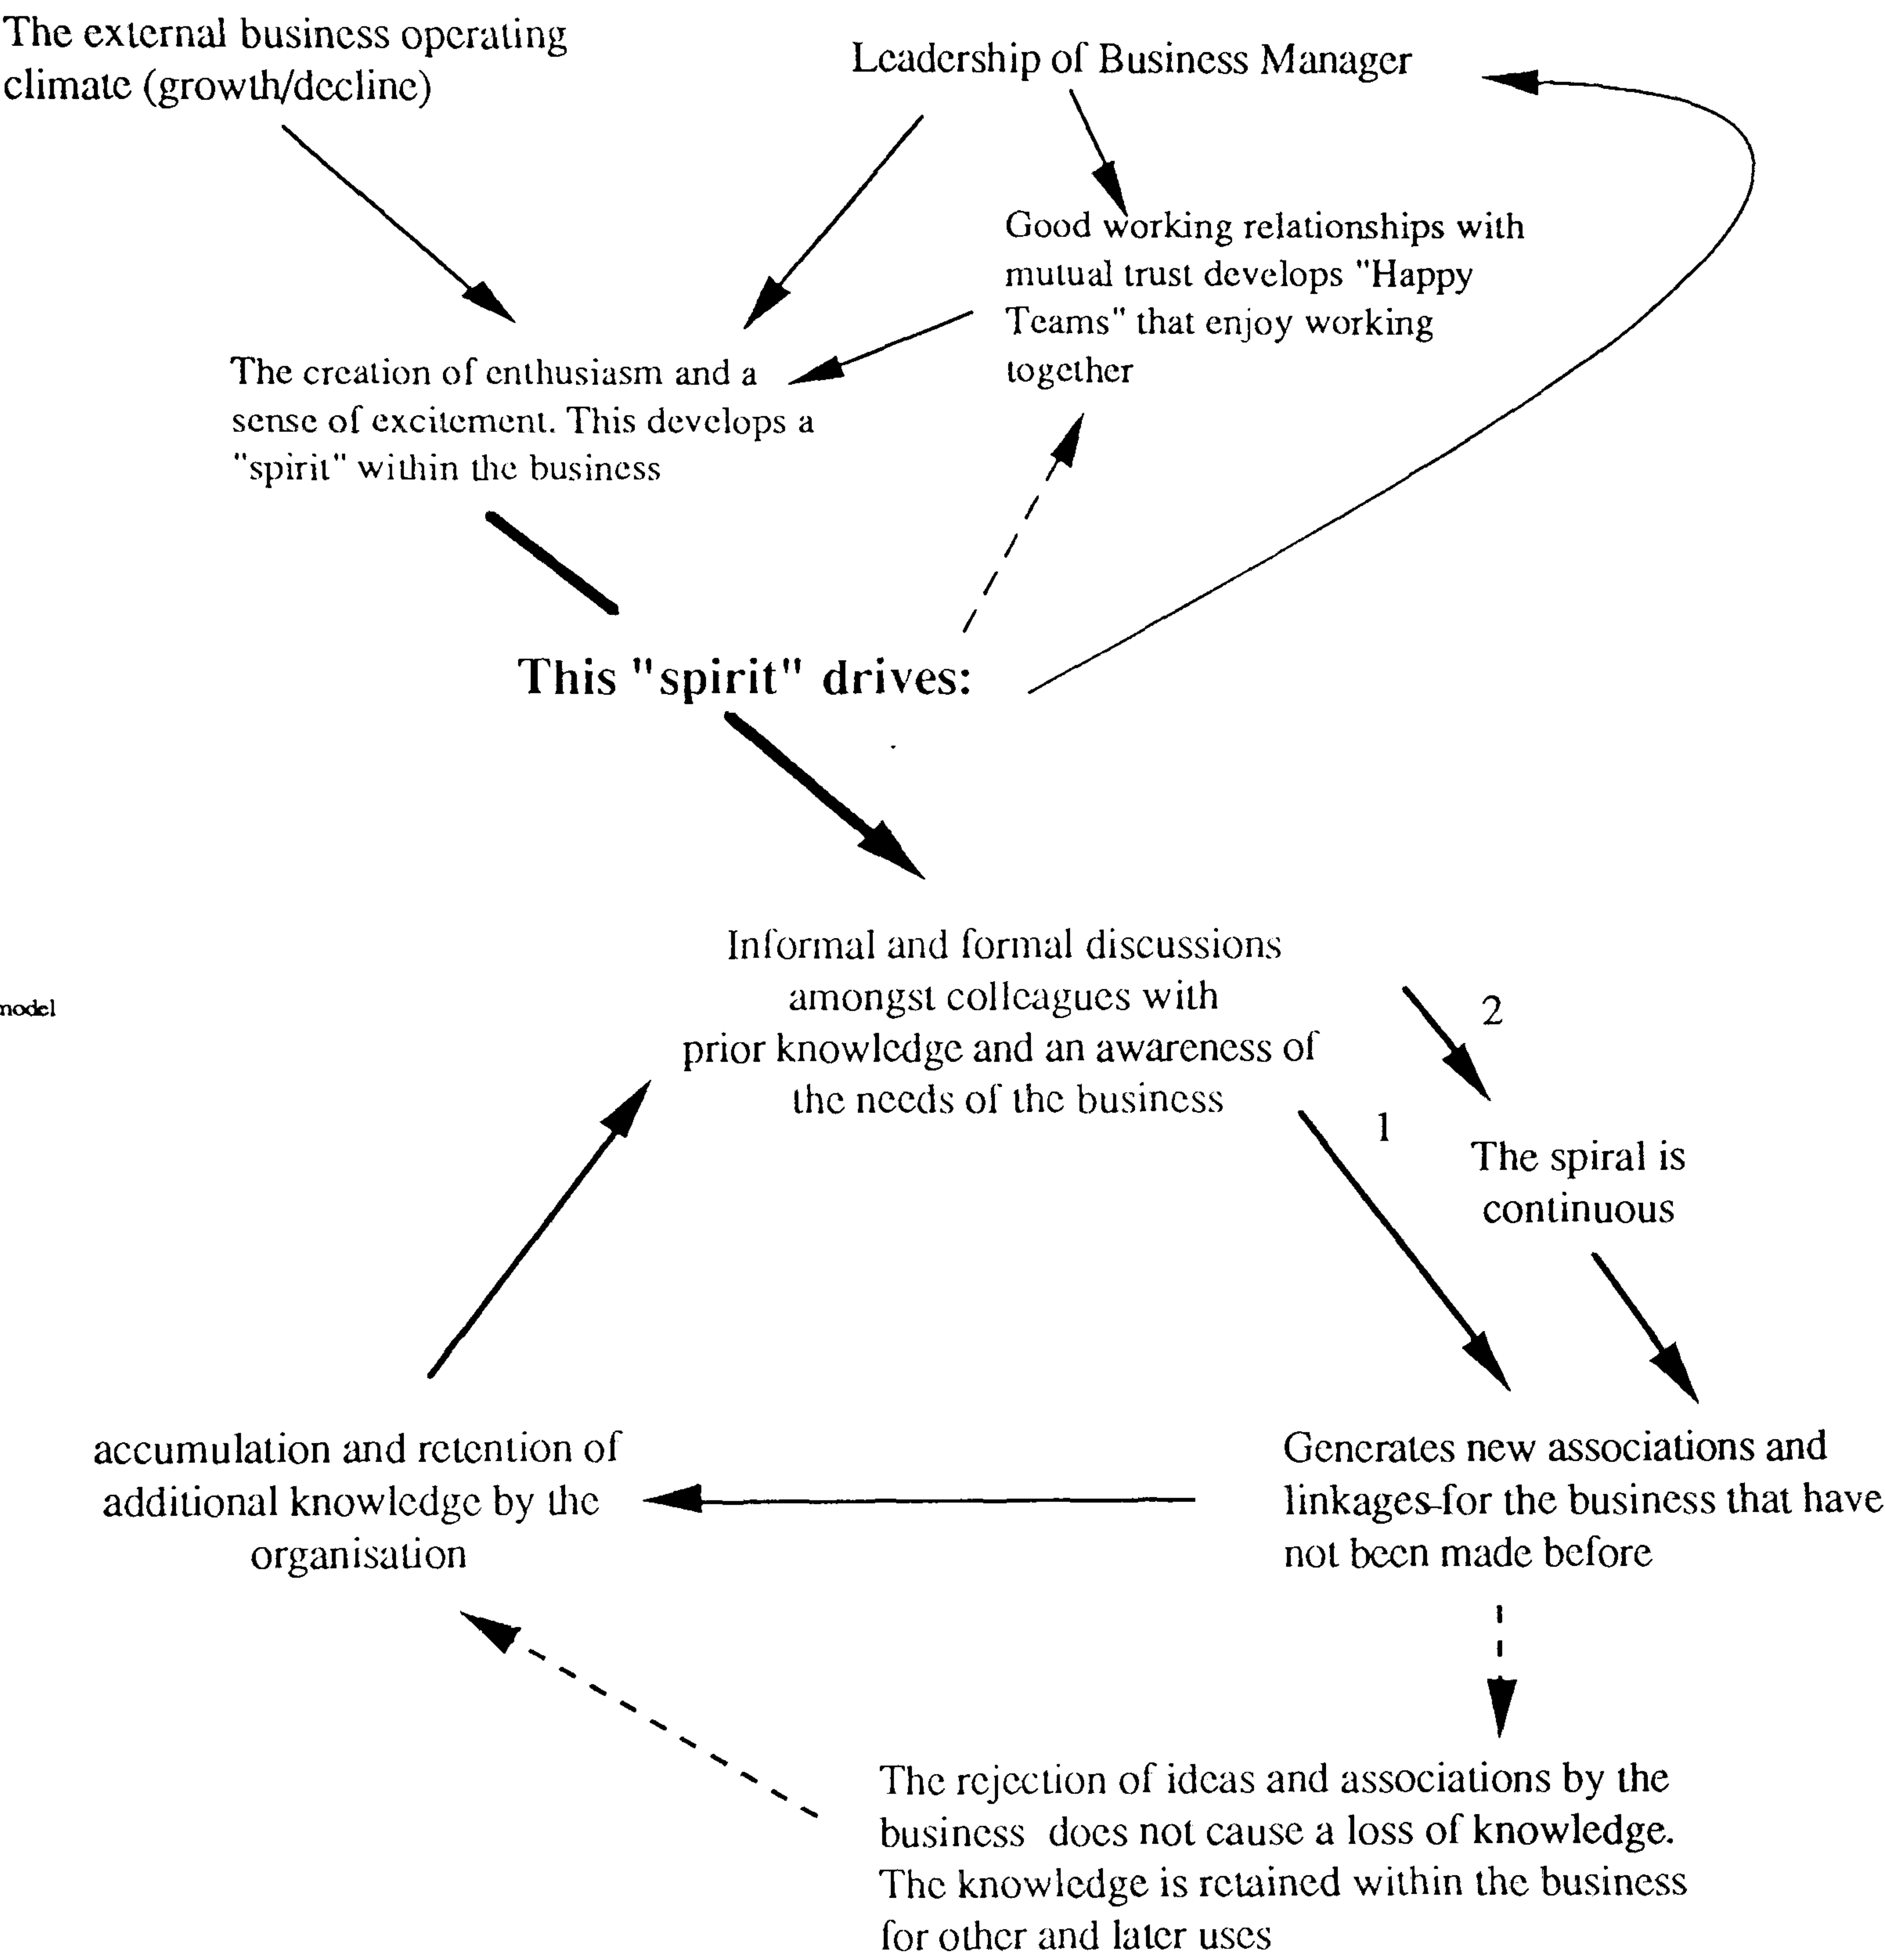 The external business operating
climate (growth/decline)
Leadership of Business Manager
Good working relationships with
mutual trust develops "Happy
Teams" that enjoy working
together
The creation of enthusiasm and a
sense of excitement. This develops a
"spirit" within the business
This "spirit" drives:
Informal and formal discussions
amongst colleagues with
prior knowledge and an awareness of
the needs of the business
model
2
1
The spiral is
continuous
accumulation and retention of
additional knowledge by the
organisation
Generates new associations and
linkages-for the business that have
not been made before
The rejection of ideas and associations by the
business does not cause a loss of knowledge.
The knowledge is retained within the business
for other and later uses